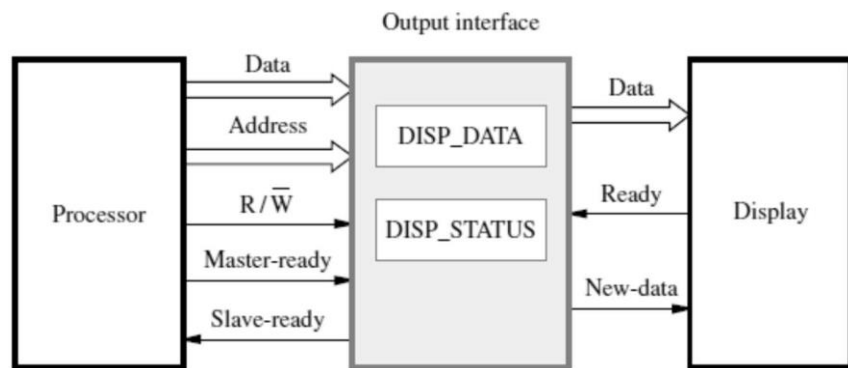 Output interface
Processor
Data
Address
R / W̅
Master-ready
Slave-ready
DISP_DATA
DISP_STATUS
Data
Ready
New-data
Display